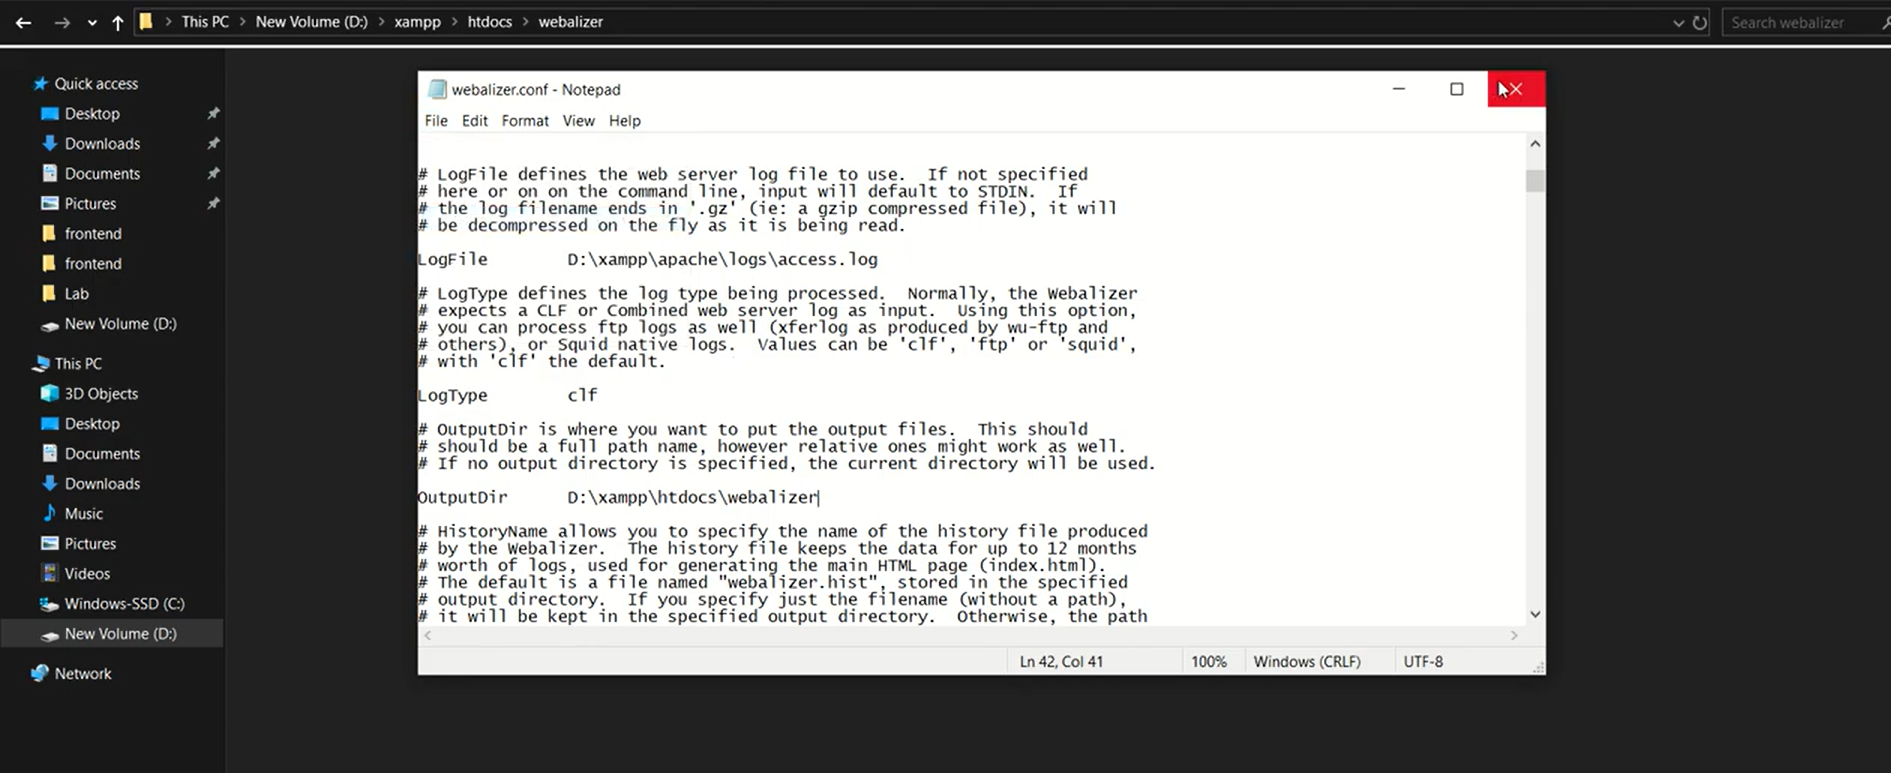 This PC > New Volume (D:) > xampp > htdocs > webalizer
Search webalizer
Quick access
Desktop
Downloads
Documents
Pictures
frontend
frontend
Lab
New Volume (D:)
This PC
3D Objects
Desktop
Documents
Downloads
Music
Pictures
Videos
Windows-SSD (C:)
New Volume (D:)
Network
webalizer.conf - Notepad
File Edit Format View Help
# LogFile defines the web server log file to use.  If not specified
# here or on on the command line, input will default to STDIN.  If
# the log filename ends in '.gz' (ie: a gzip compressed file), it will
# be decompressed on the fly as it is being read.
LogFile        D:\xampp\apache\logs\access.log
# LogType defines the log type being processed.  Normally, the Webalizer
# expects a CLF or Combined web server log as input.  Using this option,
# you can process ftp logs as well (xferlog as produced by wu-ftp and
# others), or Squid native logs.  Values can be 'clf', 'ftp' or 'squid',
# with 'clf' the default.
LogType        clf
# OutputDir is where you want to put the output files.  This should
# should be a full path name, however relative ones might work as well.
# If no output directory is specified, the current directory will be used.
OutputDir      D:\xampp\htdocs\webalizer
# HistoryName allows you to specify the name of the history file produced
# by the Webalizer.  The history file keeps the data for up to 12 months
# worth of logs, used for generating the main HTML page (index.html).
# The default is a file named "webalizer.hist", stored in the specified
# output directory.  If you specify just the filename (without a path),
# it will be kept in the specified output directory.  Otherwise, the path
Ln 42, Col 41
100%
Windows (CRLF)
UTF-8